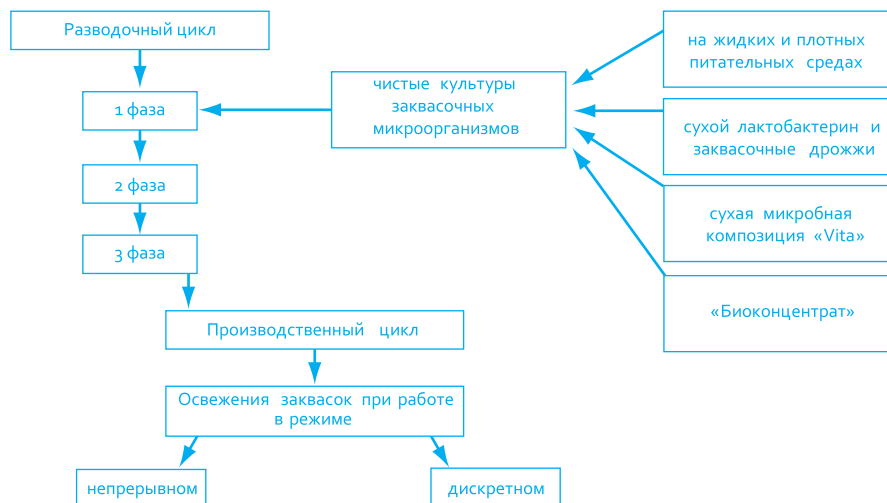 Разводочный цикл
1 фаза
2 фаза
3 фаза
чистые культуры
заквасочных
микроорганизмов
на жидких и плотных
питательных средах
сухой лактобактерин и
заквасочные дрожжи
сухая микробная
композиция «Vita»
«Биоконцентрат»
Производственный цикл
Освежения заквасок при работе
в режиме
непрерывном
дискретном